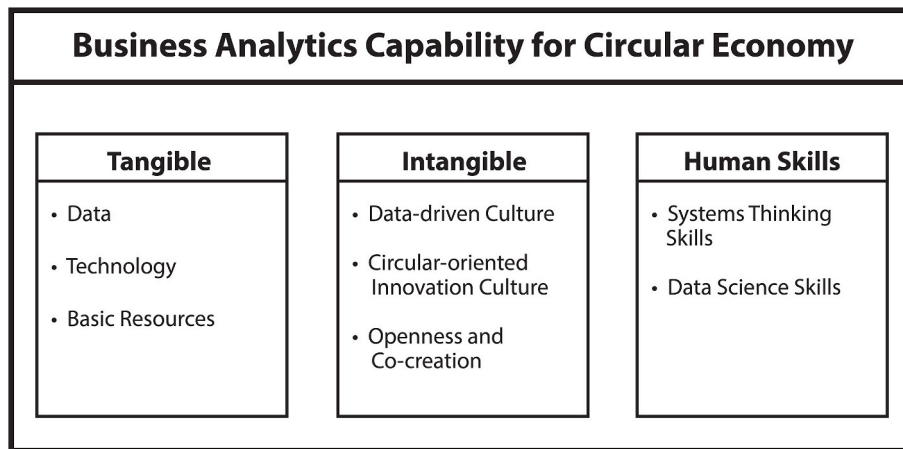 Business Analytics Capability for Circular Economy
Tangible
• Data
• Technology
• Basic Resources
Intangible
• Data-driven Culture
• Circular-oriented
Innovation Culture
• Openness and
Co-creation
Human Skills
• Systems Thinking
Skills
• Data Science Skills